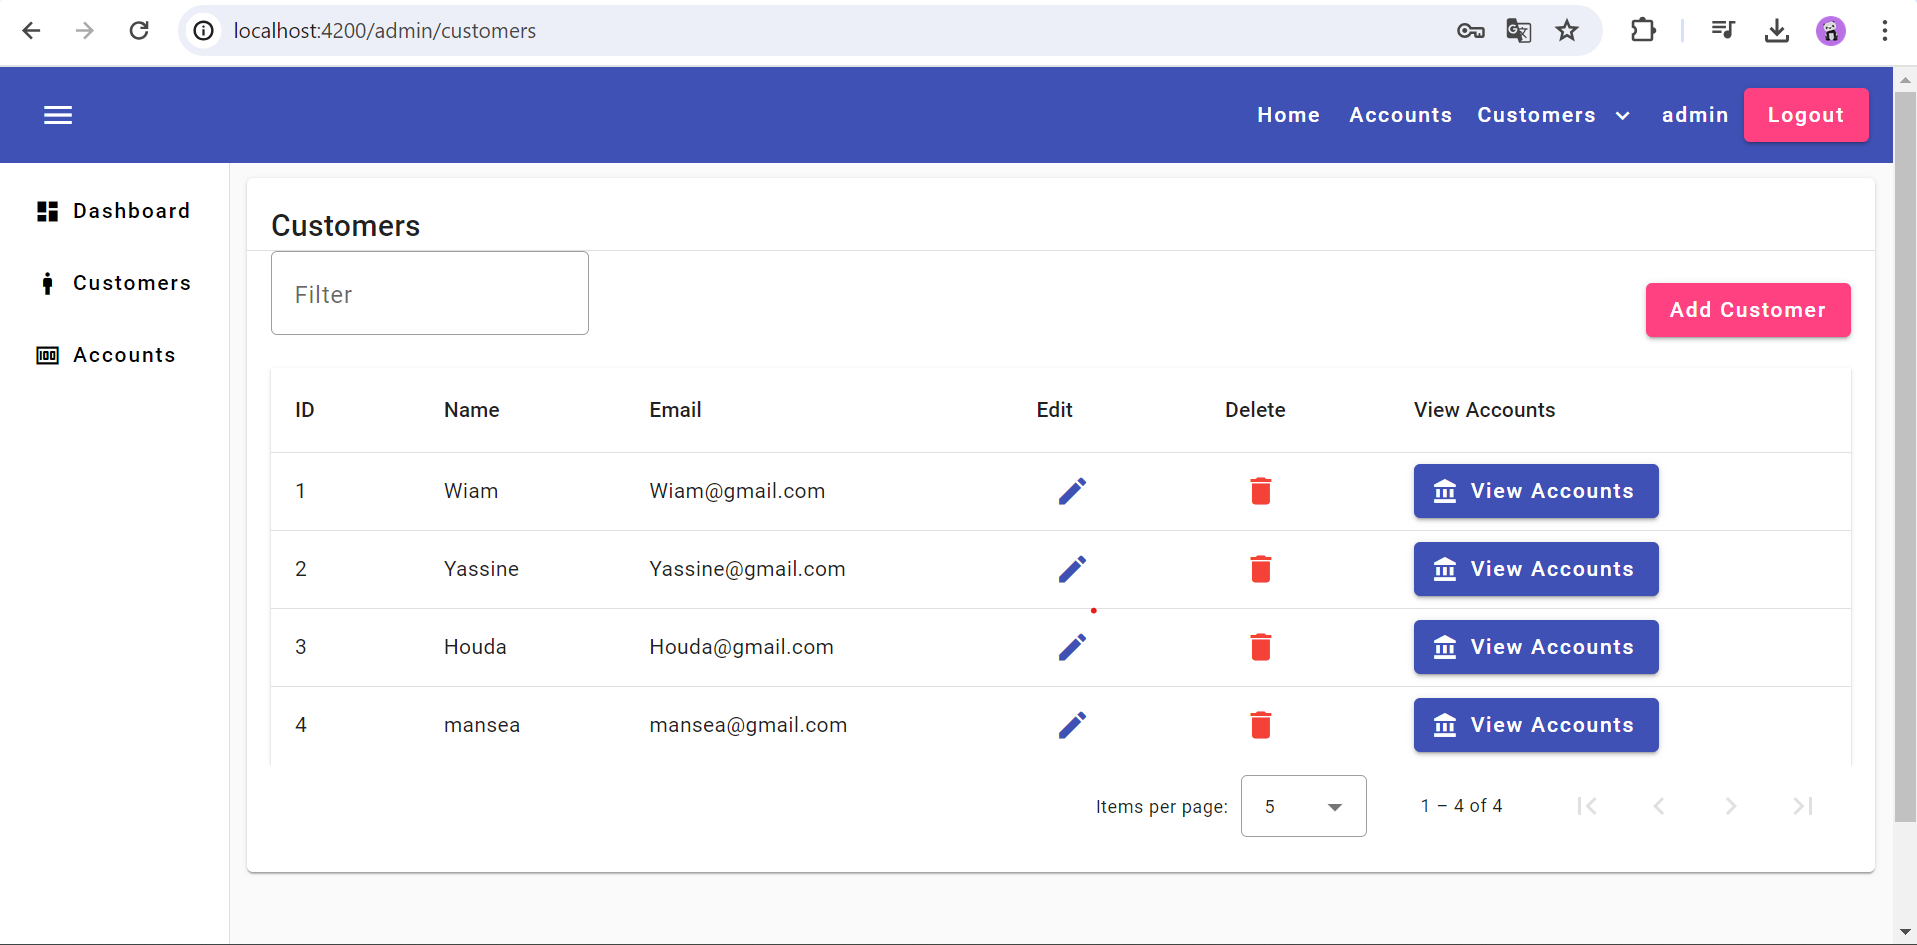 localhost:4200/admin/customers
Home Accounts Customers admin Logout
Dashboard
Customers
Accounts
Customers
Filter
Add Customer
ID Name Email Edit Delete View Accounts
1 Wiam Wiam@gmail.com View Accounts
2 Yassine Yassine@gmail.com View Accounts
3 Houda Houda@gmail.com View Accounts
4 mansea mansea@gmail.com View Accounts
Items per page: 5 1 – 4 of 4